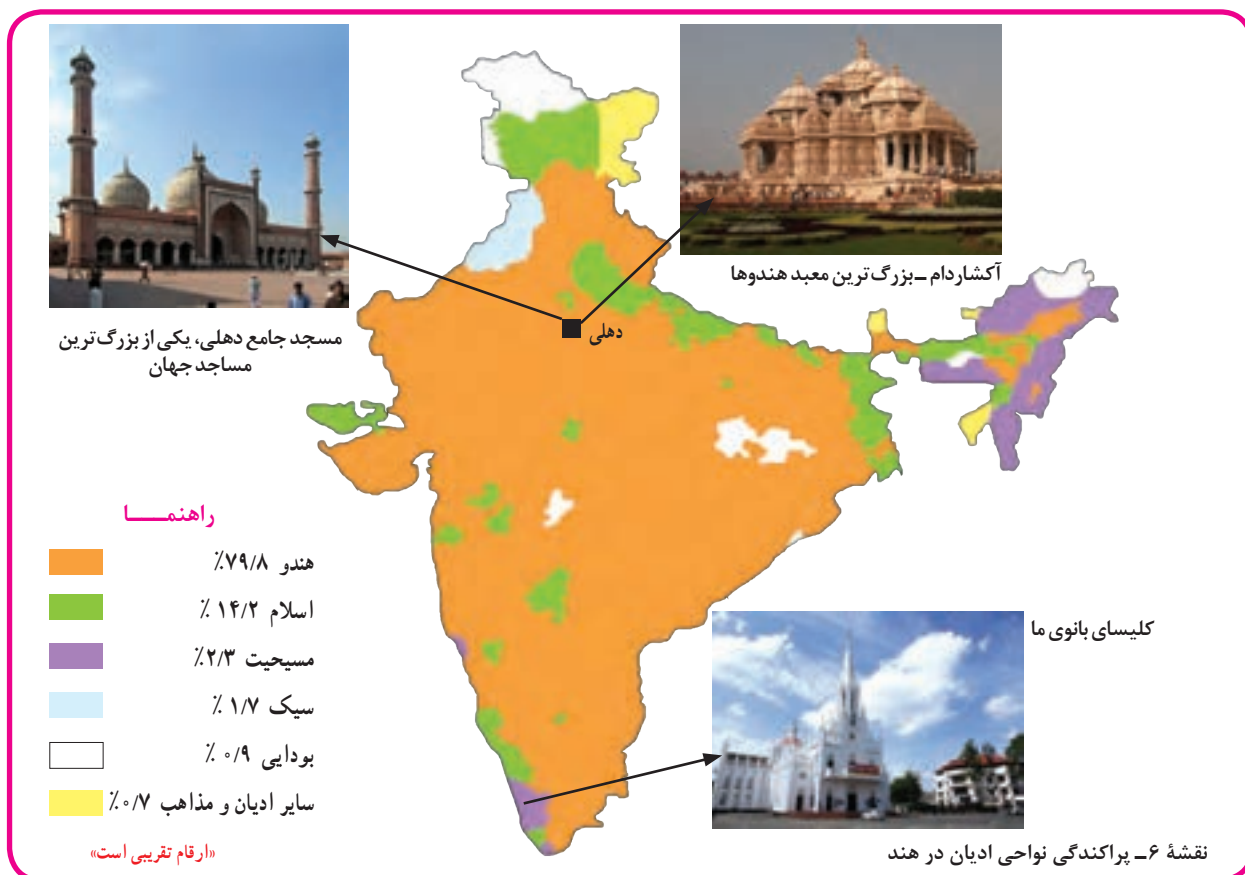 آکشاردام ـ بزرگ ترین معبد هندوها
مسجد جامع دهلی، یکی از بزرگ ترین
مساجد جهان
دهلی
راهنمـــــا
هندو ۷۹/۸٪
اسلام ۱۴/۲ ٪
مسیحیت ۲/۳٪
سیک ۱/۷ ٪
بودایی ۰/۹ ٪
سایر ادیان و مذاهب ۰/۷٪
«ارقام تقریبی است»
کلیسای بانوی ما
نقشهٔ ۶ــ پراکندگی نواحی ادیان در هند